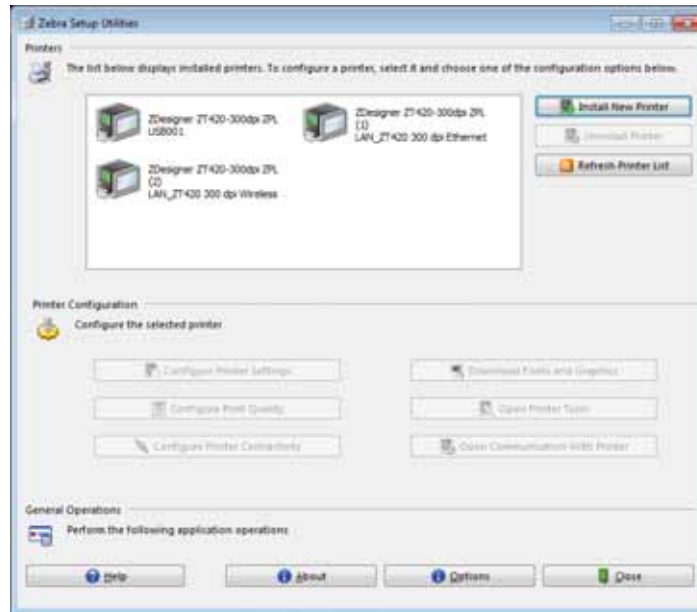 Zebra Setup Utilities
Printers
The list below displays installed printers. To configure a printer, select it and choose one of the configuration options below.
ZDesigner ZT420-300dpi ZPL
USB001
ZDesigner ZT420-300dpi ZPL
(1)
LAN_ZT420 300 dpi Ethernet
ZDesigner ZT420-300dpi ZPL
(2)
LAN_ZT420 300 dpi Wireless
Install New Printer
Uninstall Printer
Refresh Printer List
Printer Configuration
Configure the selected printer
Configure Printer Settings
Download Fonts and Graphics
Configure Print Quality
Open Printer Tools
Configure Printer Connectivity
Open Communication With Printer
General Operations
Perform the following application operations
Help
About
Options
Close